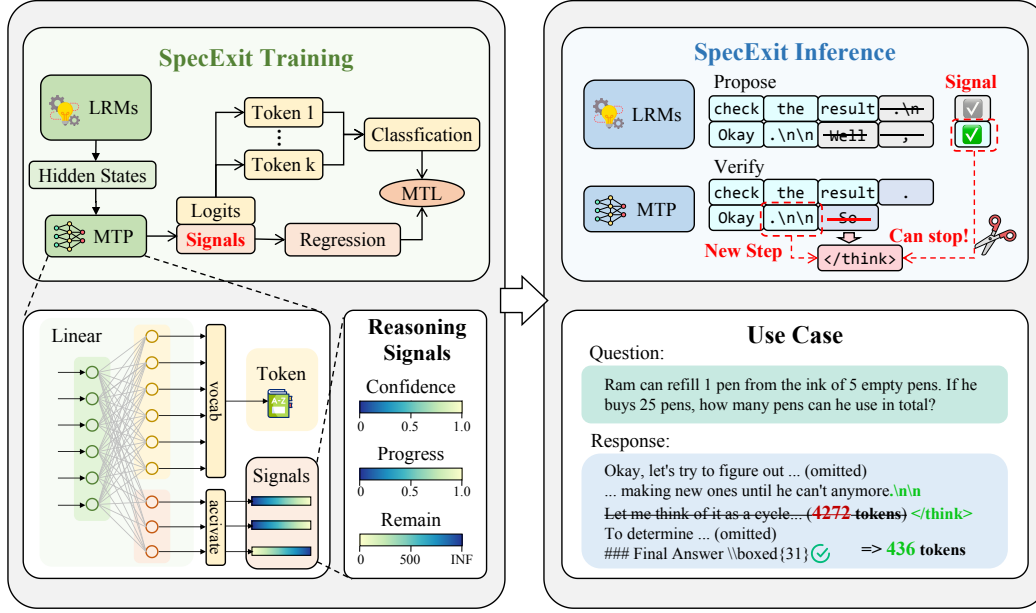 SpecExit Training
LRMs
Hidden States
MTP
Logits
Signals
Token 1
⋮
Token k
Classfication
MTL
Regression
Linear
vocab
Token
A-Z
accivate
Signals
Reasoning
Signals
Confidence
0 0.5 1.0
Progress
0 0.5 1.0
Remain
0 500 INF
SpecExit Inference
LRMs
Propose
check the result .\n
Okay .\n\n Well ,
Signal
MTP
Verify
check the result .
Okay .\n\n So
New Step
Can stop!
</think>
Use Case
Question:
Ram can refill 1 pen from the ink of 5 empty pens. If he
buys 25 pens, how many pens can he use in total?
Response:
Okay, let's try to figure out ... (omitted)
... making new ones until he can't anymore.\n\n
Let me think of it as a cycle... (4272 tokens) </think>
To determine ... (omitted)
### Final Answer \\boxed{31}
=> 436 tokens